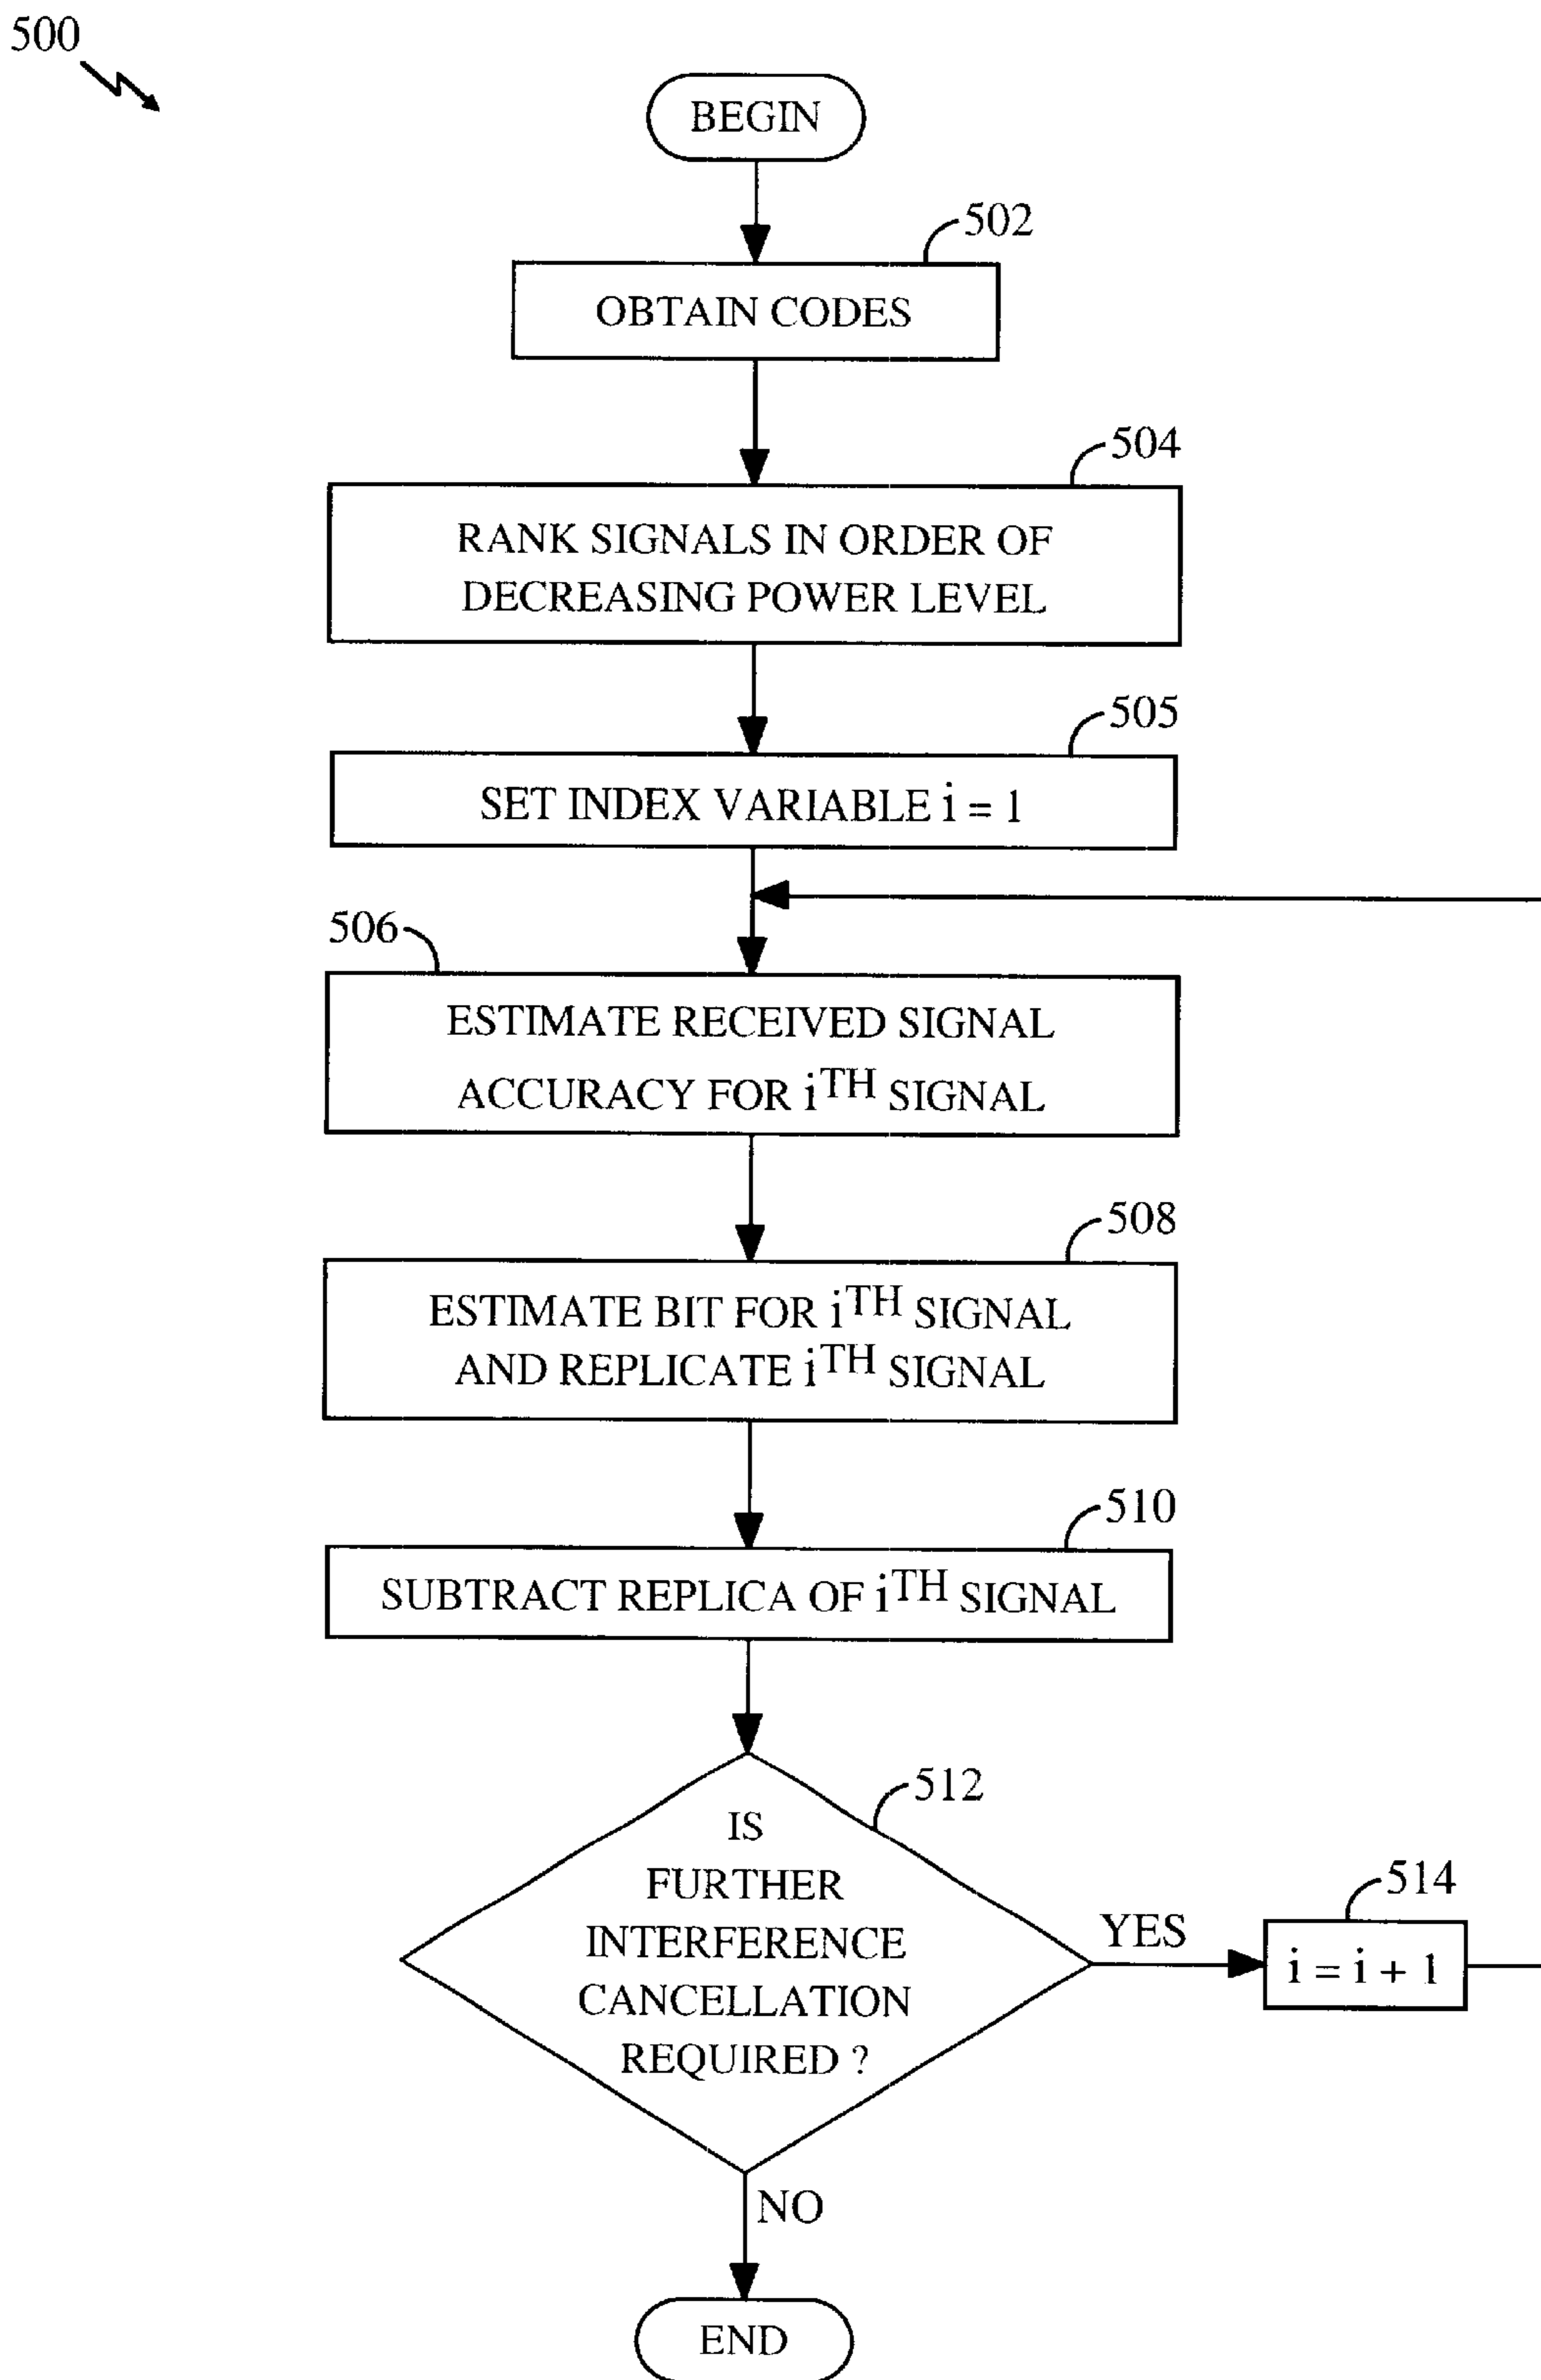 500
BEGIN
502
OBTAIN CODES
504
RANK SIGNALS IN ORDER OF
DECREASING POWER LEVEL
505
SET INDEX VARIABLE i = 1
506
ESTIMATE RECEIVED SIGNAL
ACCURACY FOR iTH SIGNAL
508
ESTIMATE BIT FOR iTH SIGNAL
AND REPLICATE iTH SIGNAL
510
SUBTRACT REPLICA OF iTH SIGNAL
512
IS
FURTHER
INTERFERENCE
CANCELLATION
REQUIRED ?
YES
514
i = i + 1
NO
END